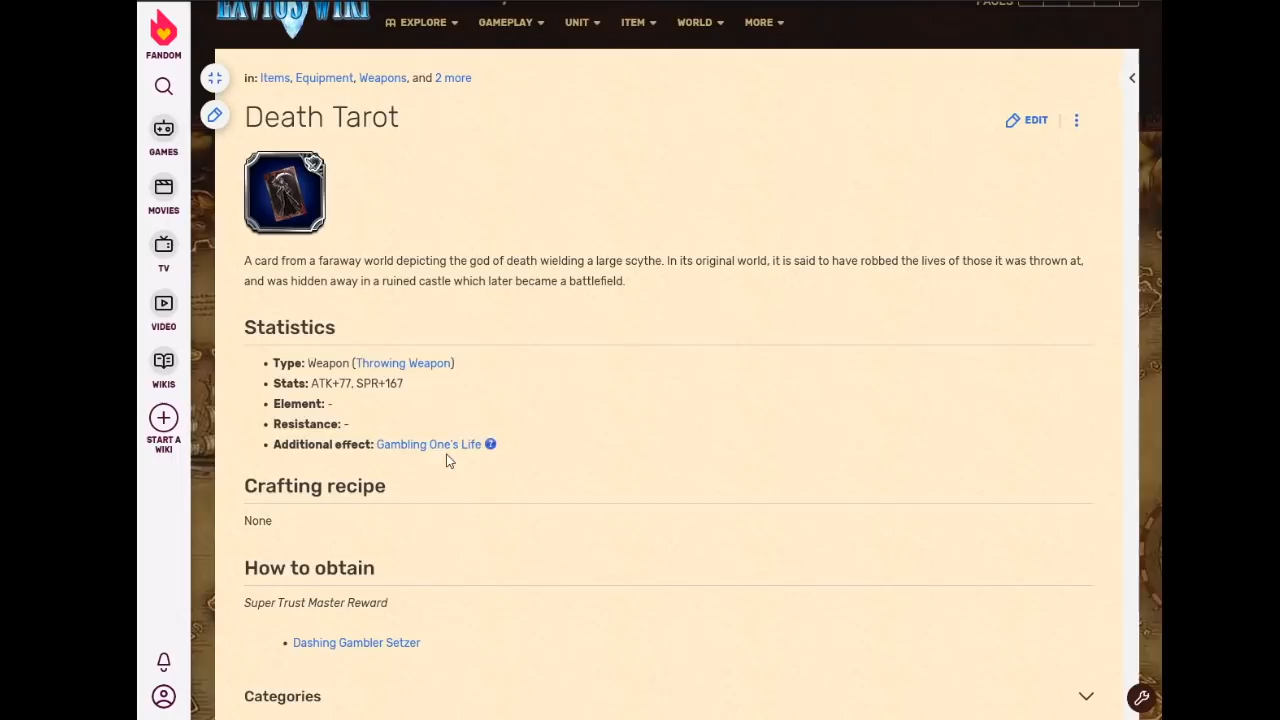 EXVIUS WIKI
EXPLORE GAMEPLAY UNIT ITEM WORLD MORE
FANDOM
GAMES
MOVIES
TV
VIDEO
WIKIS
START A
WIKI
in: Items, Equipment, Weapons, and 2 more
Death Tarot
EDIT
A card from a faraway world depicting the god of death wielding a large scythe. In its original world, it is said to have robbed the lives of those it was thrown at,
and was hidden away in a ruined castle which later became a battlefield.
Statistics
• Type: Weapon (Throwing Weapon)
• Stats: ATK+77, SPR+167
• Element: -
• Resistance: -
• Additional effect: Gambling One's Life ?
Crafting recipe
None
How to obtain
Super Trust Master Reward
• Dashing Gambler Setzer
Categories